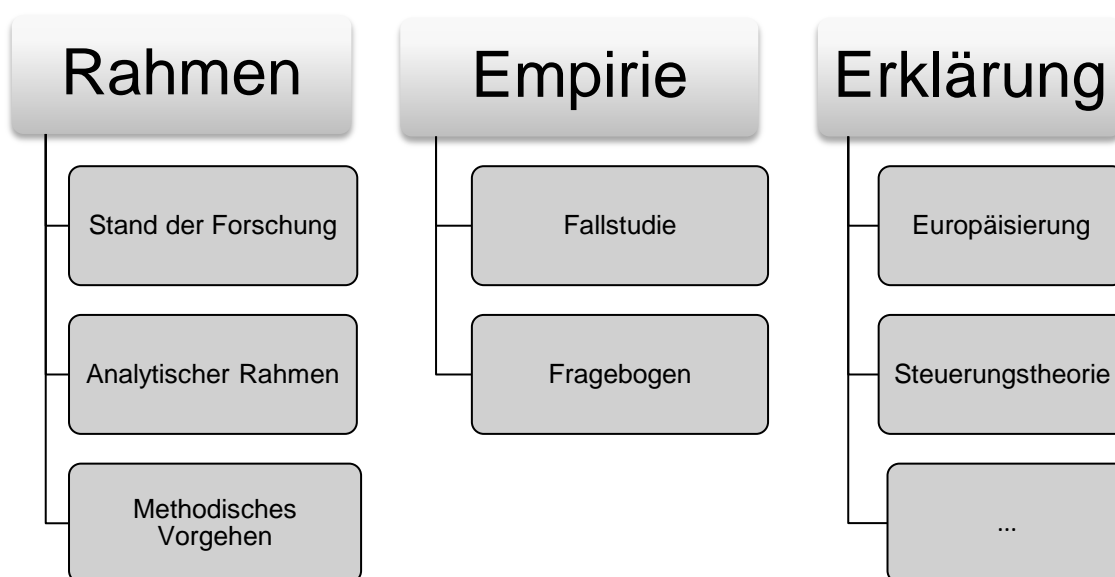 Rahmen
Stand der Forschung
Analytischer Rahmen
Methodisches
Vorgehen
Empirie
Fallstudie
Fragebogen
Erklärung
Europäisierung
Steuerungstheorie
...